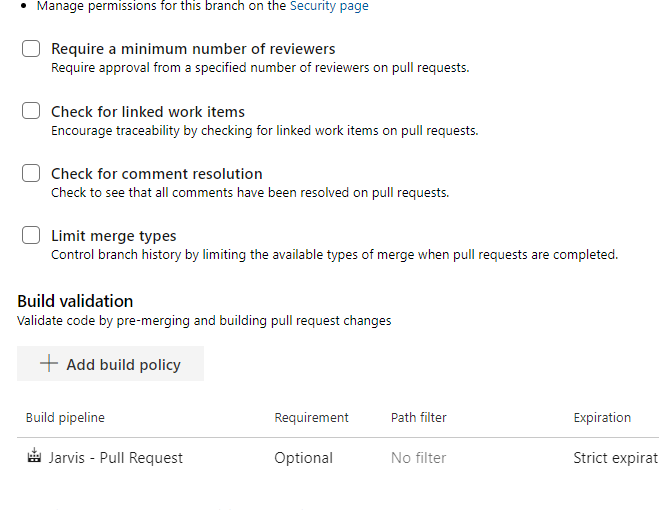 Manage permissions for this branch on the Security page
Require a minimum number of reviewers
Require approval from a specified number of reviewers on pull requests.
Check for linked work items
Encourage traceability by checking for linked work items on pull requests.
Check for comment resolution
Check to see that all comments have been resolved on pull requests.
Limit merge types
Control branch history by limiting the available types of merge when pull requests are completed.
Build validation
Validate code by pre-merging and building pull request changes
Add build policy
Build pipeline Requirement Path filter Expiration
Jarvis - Pull Request Optional No filter Strict expirat